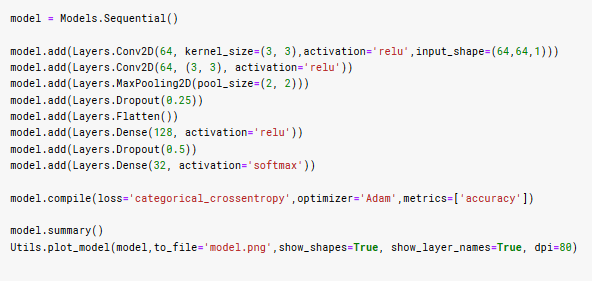 model = Models.Sequential()
model.add(Layers.Conv2D(64, kernel_size=(3, 3),activation='relu',input_shape=(64,64,1)))
model.add(Layers.Conv2D(64, (3, 3), activation='relu'))
model.add(Layers.MaxPooling2D(pool_size=(2, 2)))
model.add(Layers.Dropout(0.25))
model.add(Layers.Flatten())
model.add(Layers.Dense(128, activation='relu'))
model.add(Layers.Dropout(0.5))
model.add(Layers.Dense(32, activation='softmax'))
model.compile(loss='categorical_crossentropy',optimizer='Adam',metrics=['accuracy'])
model.summary()
Utils.plot_model(model,to_file='model.png',show_shapes=True, show_layer_names=True, dpi=80)